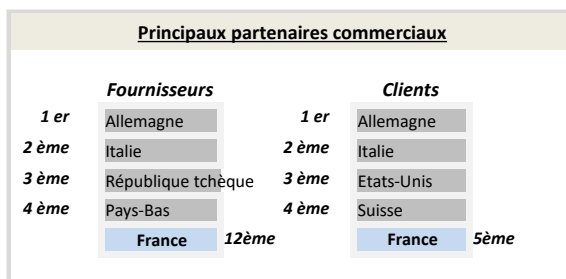 Principaux partenaires commerciaux
Fournisseurs Clients
1 er Allemagne 1 er Allemagne
2 ème Italie 2 ème Italie
3 ème République tchèque 3 ème Etats-Unis
4 ème Pays-Bas 4 ème Suisse
France 12ème France 5ème